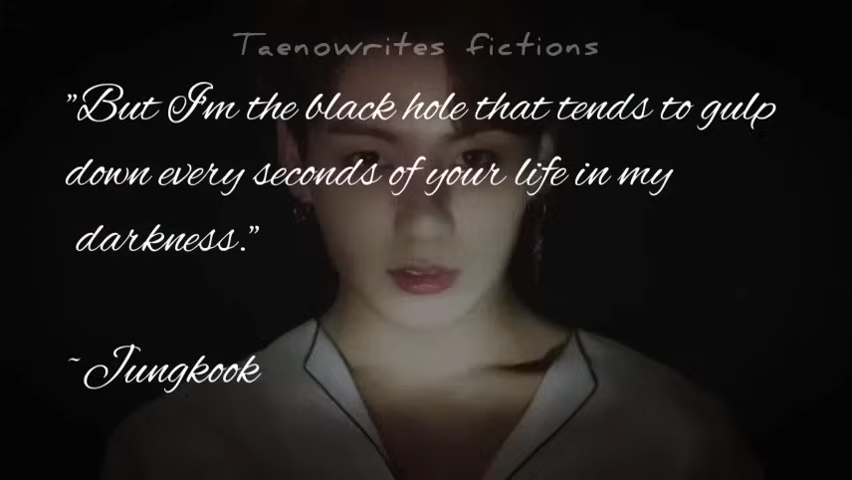 Taenowrites fictions
"But I'm the black hole that tends to gulp
down every seconds of your life in my
darkness."
~Jungkook